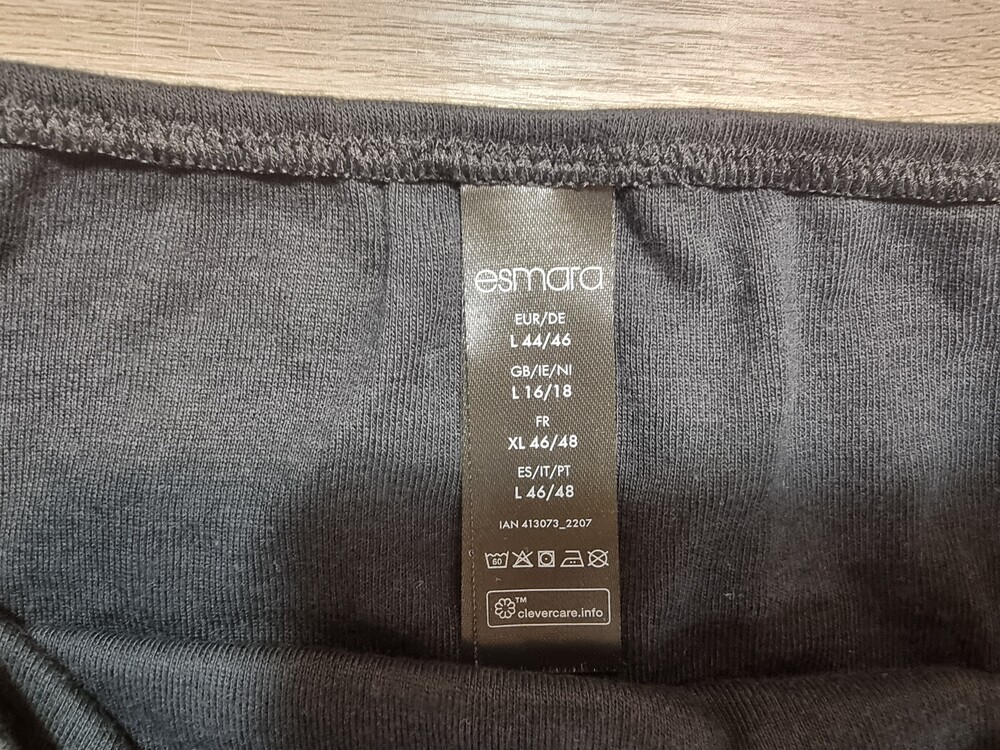 esmara
EUR/DE
L 44/46
GB/IE/NI
L 16/18
FR
XL 46/48
ES/IT/PT
L 46/48
IAN 413073_2207
60
™
clevercare.info